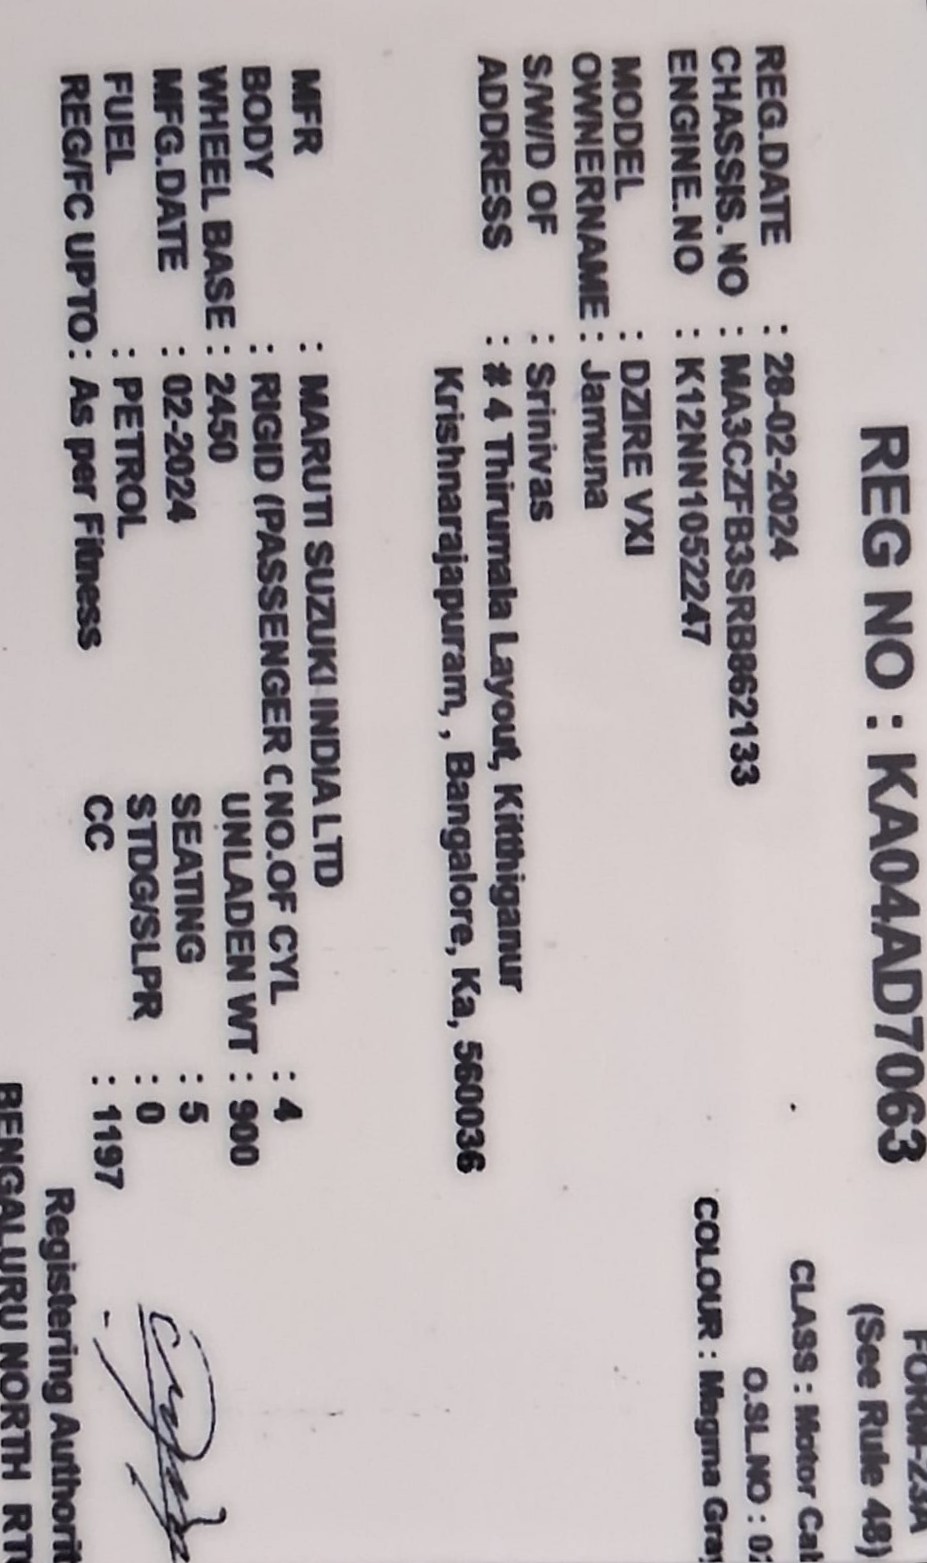 FORM-23A
REG NO : KA04AD7063 (See Rule 48)
REG.DATE : 28-02-2024 CLASS : Motor Cal
CHASSIS. NO : MA3CZFB3SRB862133 O.SL.NO : 0
ENGINE.NO : K12NN1052247 COLOUR : Magma Gra
MODEL : DZIRE VXI
OWNERNAME : Jamuna
S/W/D OF : Srinivas
ADDRESS : # 4 Thirumala Layout, Kitthiganur
Krishnarajapuram, , Bangalore, Ka, 560036
MFR : MARUTI SUZUKI INDIA LTD
BODY : RIGID (PASSENGER C NO.OF CYL : 4
WHEEL BASE : 2450 UNLADEN WT : 900
MFG.DATE : 02-2024 SEATING : 5
FUEL : PETROL STDG/SLPR : 0
REG/FC UPTO : As per Fitness CC : 1197
Registering Authorit
BENGALURU NORTH RT